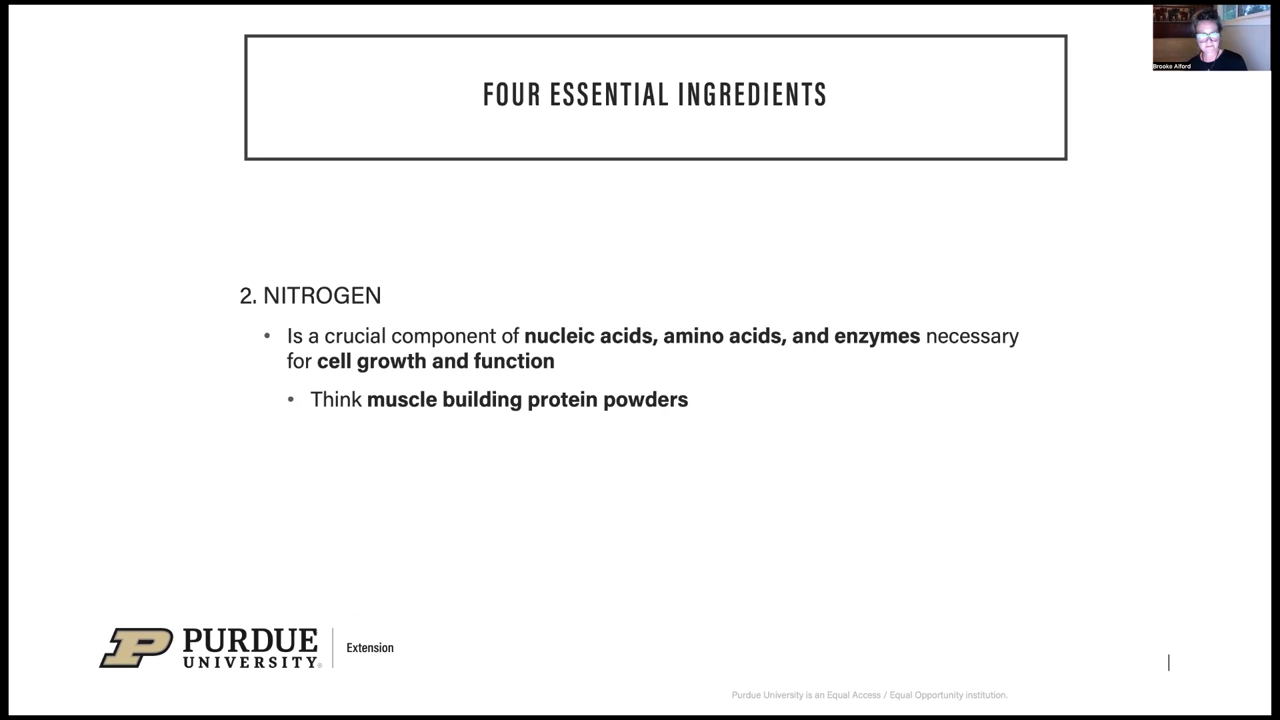 Brooke Alford
FOUR ESSENTIAL INGREDIENTS
2. NITROGEN
• Is a crucial component of nucleic acids, amino acids, and enzymes necessary
for cell growth and function
• Think muscle building protein powders
P PURDUE
UNIVERSITY®
Extension
Purdue University is an Equal Access / Equal Opportunity institution.